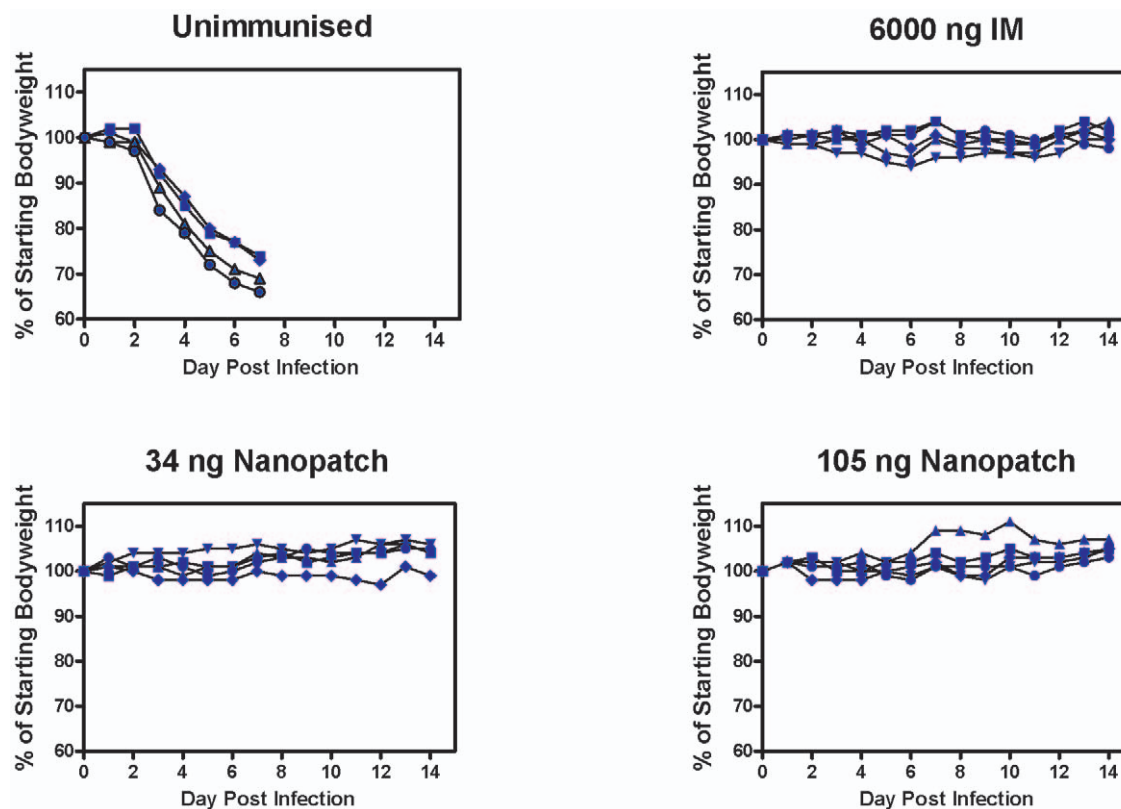 Unimmunised
% of Starting Bodyweight
110
100
90
80
70
60
0 2 4 6 8 10 12 14
Day Post Infection
6000 ng IM
% of Starting Bodyweight
110
100
90
80
70
60
0 2 4 6 8 10 12 14
Day Post Infection
34 ng Nanopatch
% of Starting Bodyweight
110
100
90
80
70
60
0 2 4 6 8 10 12 14
Day Post Infection
105 ng Nanopatch
% of Starting Bodyweight
110
100
90
80
70
60
0 2 4 6 8 10 12 14
Day Post Infection